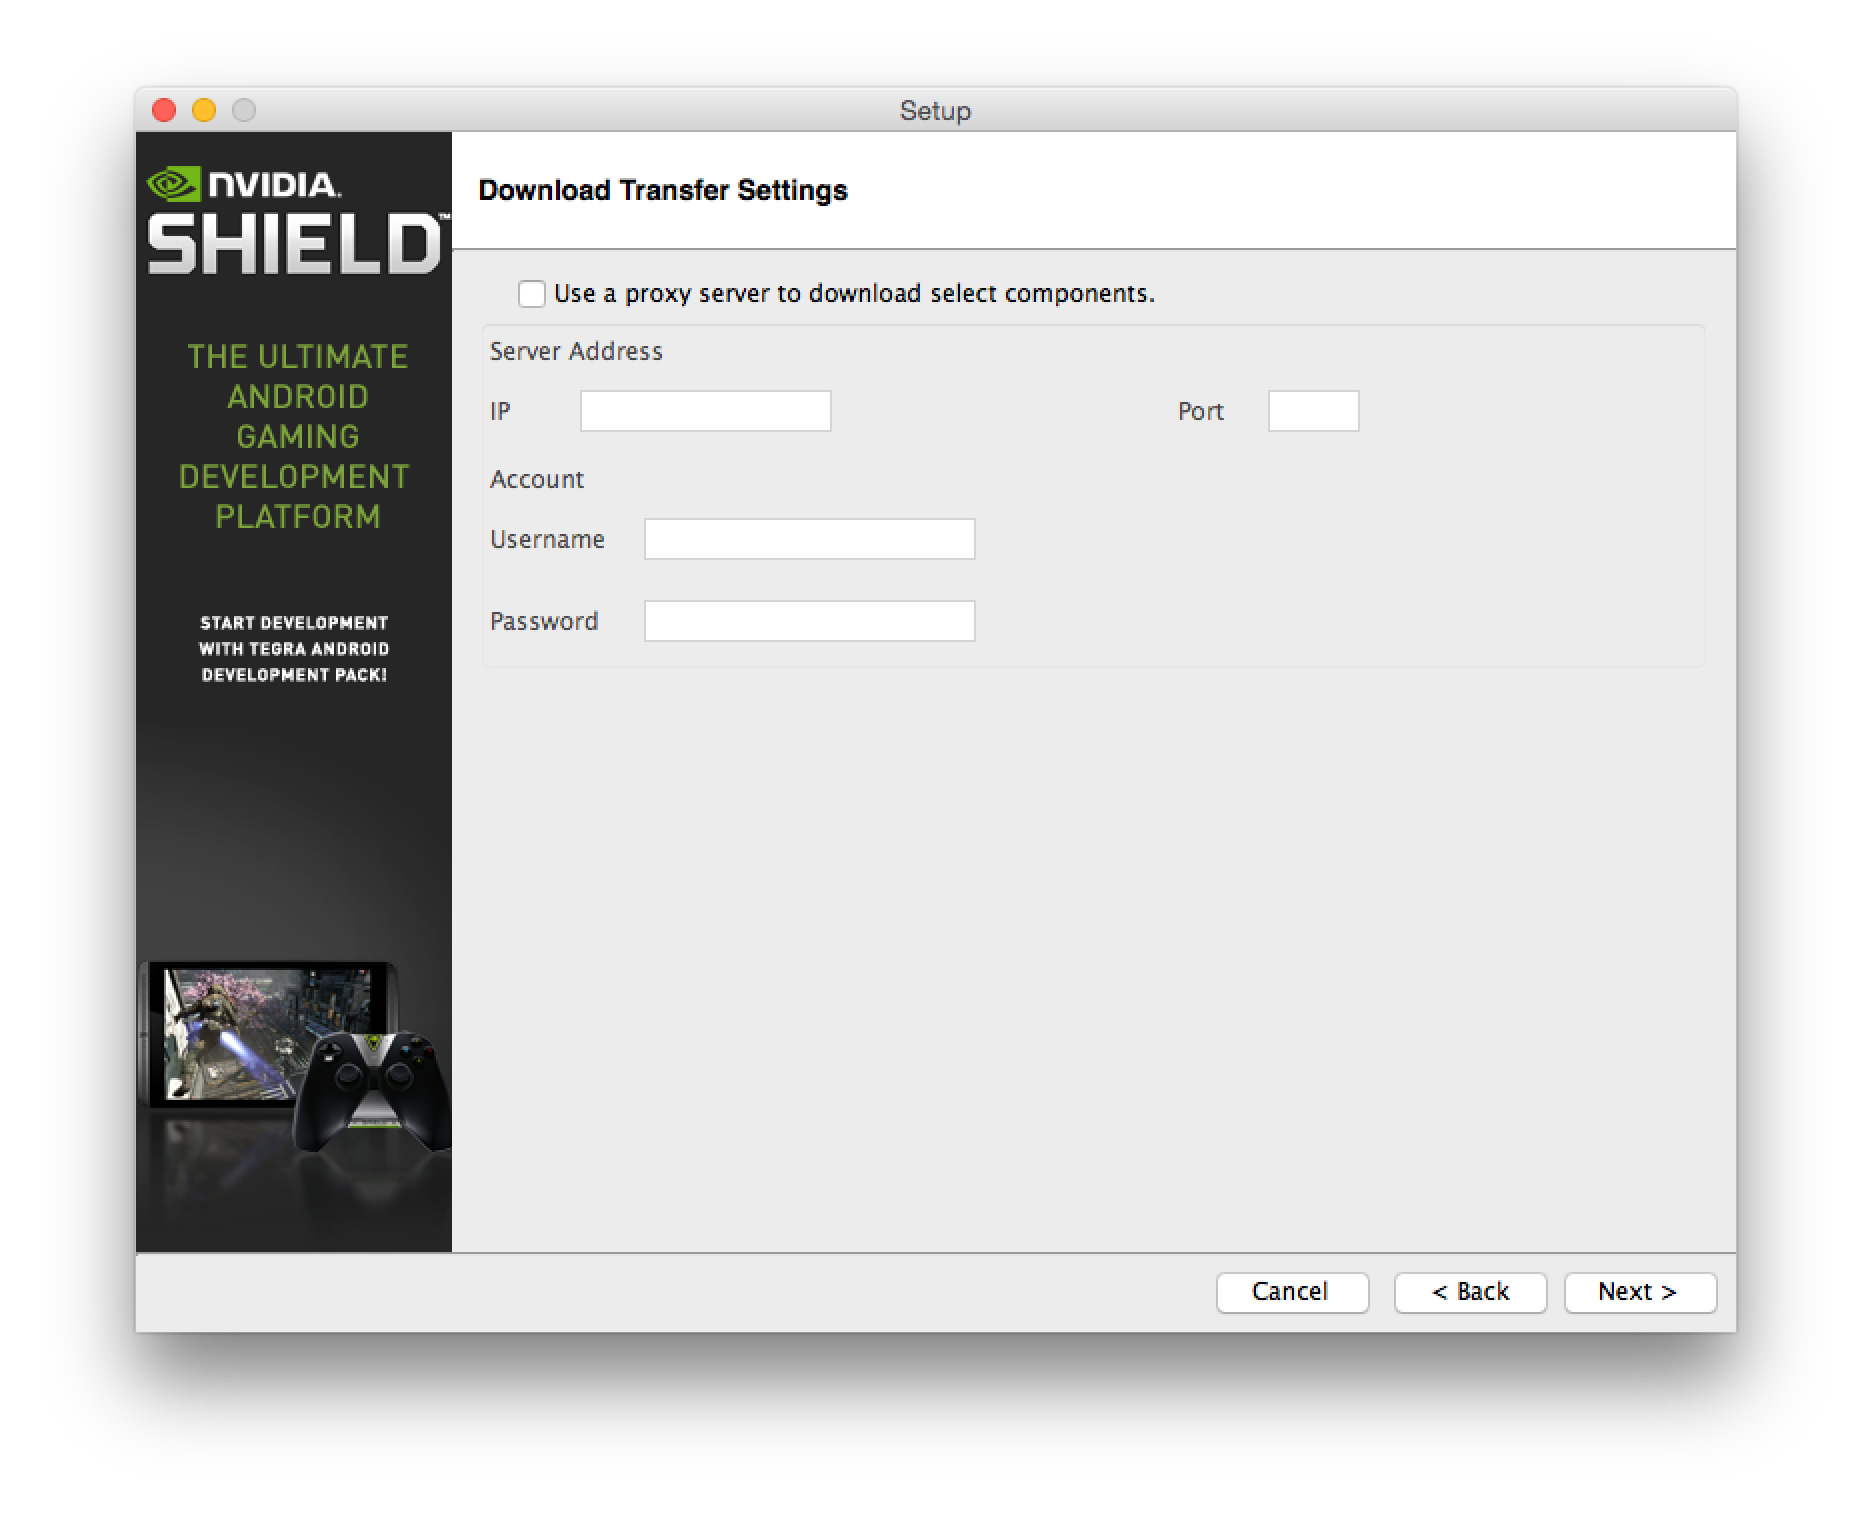 Setup
NVIDIA.
SHIELD™
THE ULTIMATE
ANDROID
GAMING
DEVELOPMENT
PLATFORM
START DEVELOPMENT
WITH TEGRA ANDROID
DEVELOPMENT PACK!
Download Transfer Settings
Use a proxy server to download select components.
Server Address
IP
Port
Account
Username
Password
Cancel
< Back
Next >